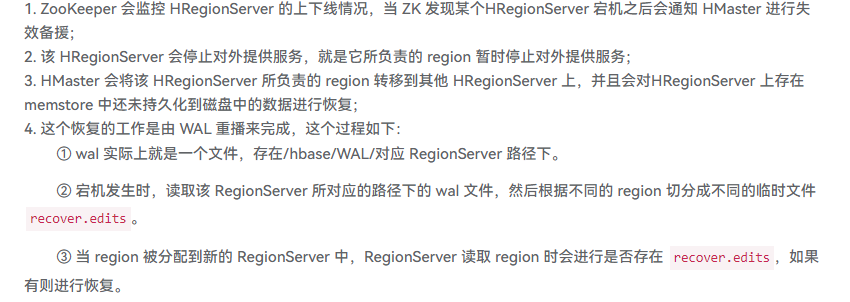 1. ZooKeeper 会监控 HRegionServer 的上下线情况，当 ZK 发现某个HRegionServer 宕机之后会通知 HMaster 进行失
效备援；
2. 该 HRegionServer 会停止对外提供服务，就是它所负责的 region 暂时停止对外提供服务；
3. HMaster 会将该 HRegionServer 所负责的 region 转移到其他 HRegionServer 上，并且会对HRegionServer 上存在
memstore 中还未持久化到磁盘中的数据进行恢复；
4. 这个恢复的工作是由 WAL 重播来完成，这个过程如下：
① wal 实际上就是一个文件，存在/hbase/WAL/对应 RegionServer 路径下。
② 宕机发生时，读取该 RegionServer 所对应的路径下的 wal 文件，然后根据不同的 region 切分成不同的临时文件
recover.edits。
③ 当 region 被分配到新的 RegionServer 中，RegionServer 读取 region 时会进行是否存在 recover.edits，如果
有则进行恢复。